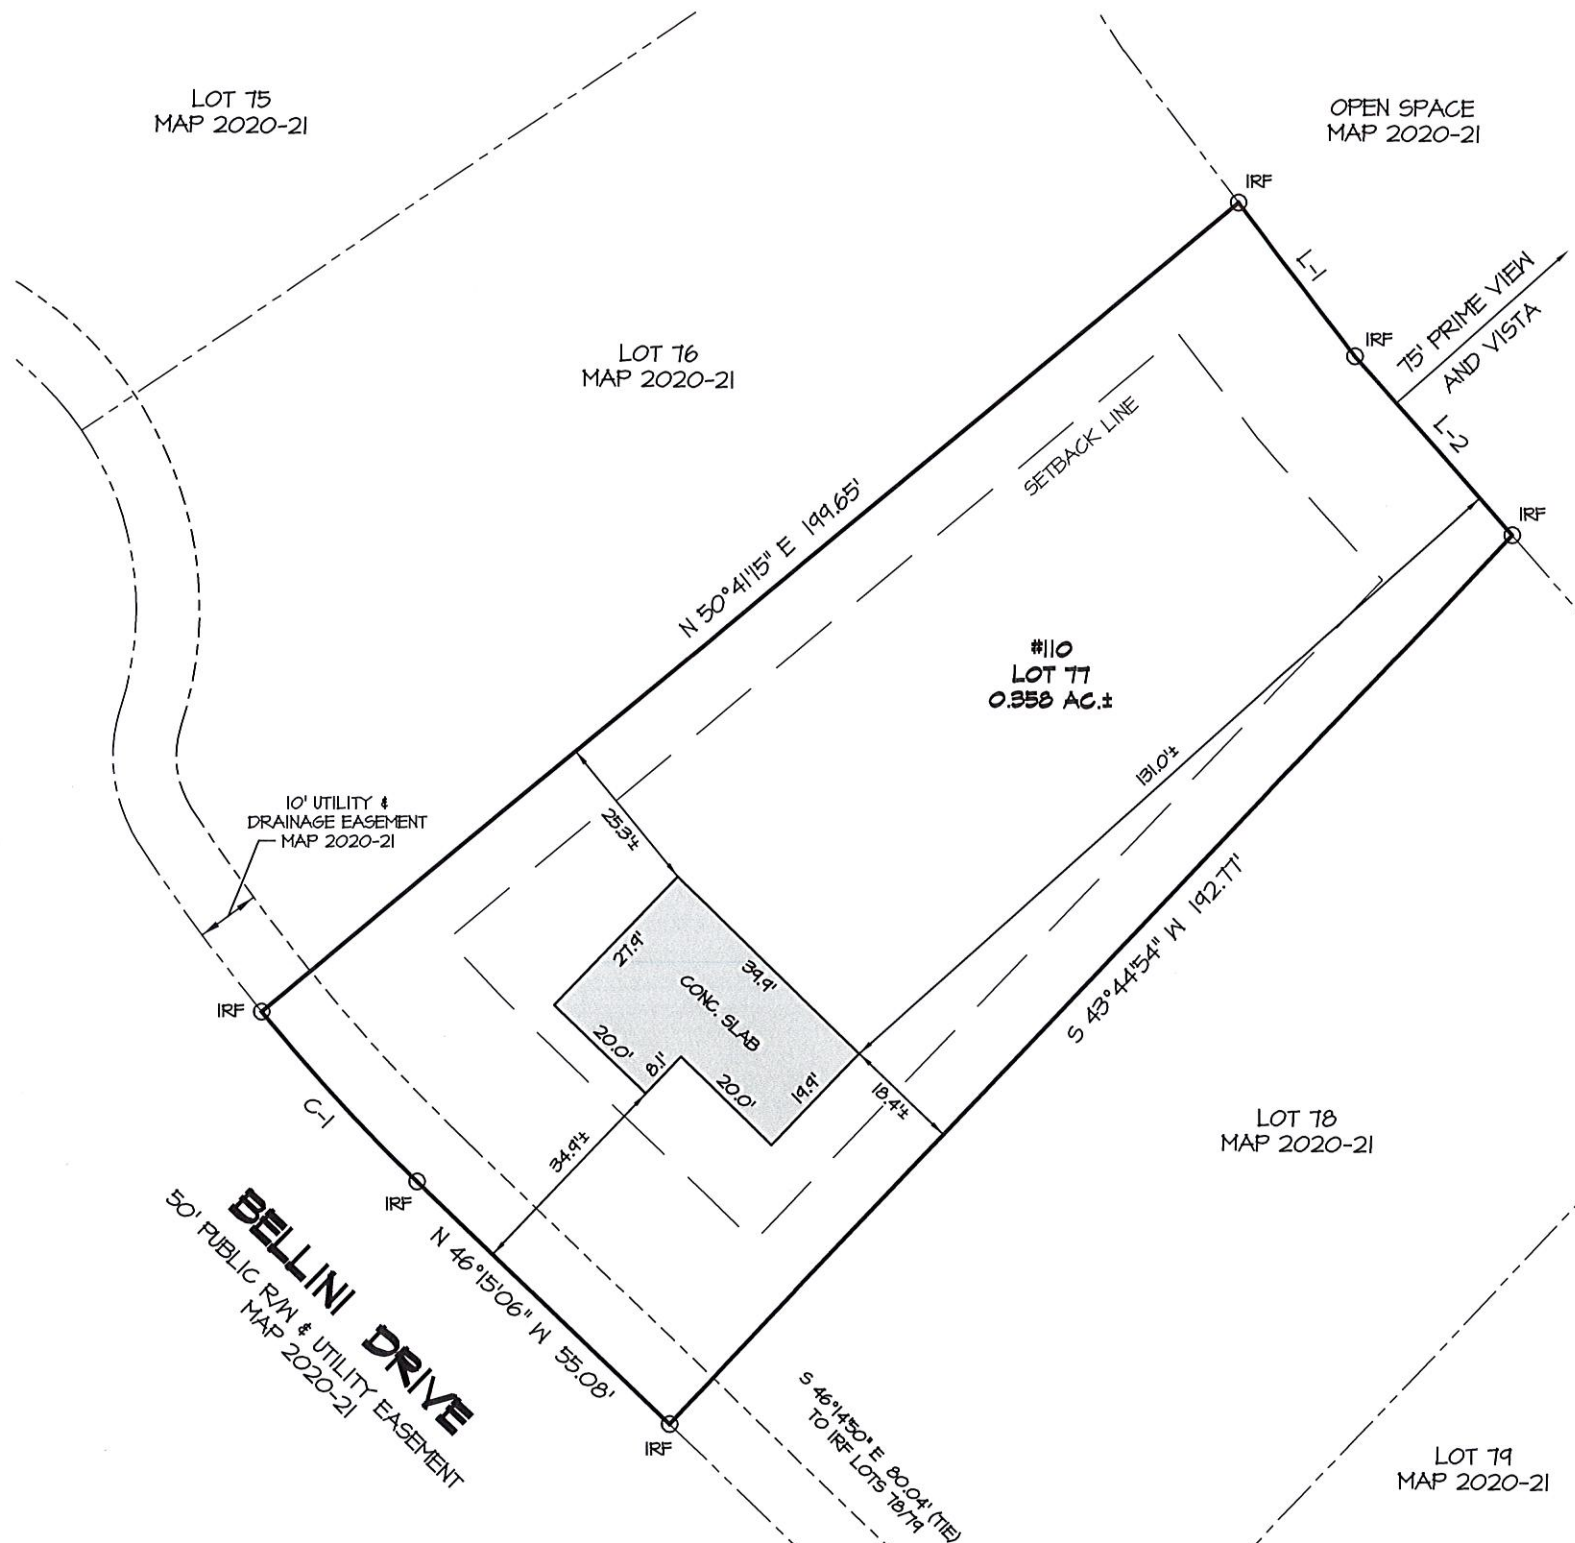 LOT 75
MAP 2020-21
OPEN SPACE
MAP 2020-21
IRF
L-1
75' PRIME VIEW
AND VISTA
IRF
LOT 76
MAP 2020-21
L-2
SETBACK LINE
N 50°41'15" E 199.65'
IRF
#110
LOT 77
0.358 AC.±
131.0'±
10' UTILITY &
DRAINAGE EASEMENT
MAP 2020-21
25.3'±
S 43°44'54" W 192.77'
27.9'
39.9'
CONC. SLAB
IRF
20.0'
8.1'
20.0'
19.9'
18.4'±
C-1
34.9'±
LOT 78
MAP 2020-21
IRF
BELLINI DRIVE
50' PUBLIC R/W & UTILITY EASEMENT
MAP 2020-21
N 46°15'06" W 55.08'
IRF
S 46°14'50" E 80.04' (TIE)
TO IRF LOTS 78/79
LOT 79
MAP 2020-21